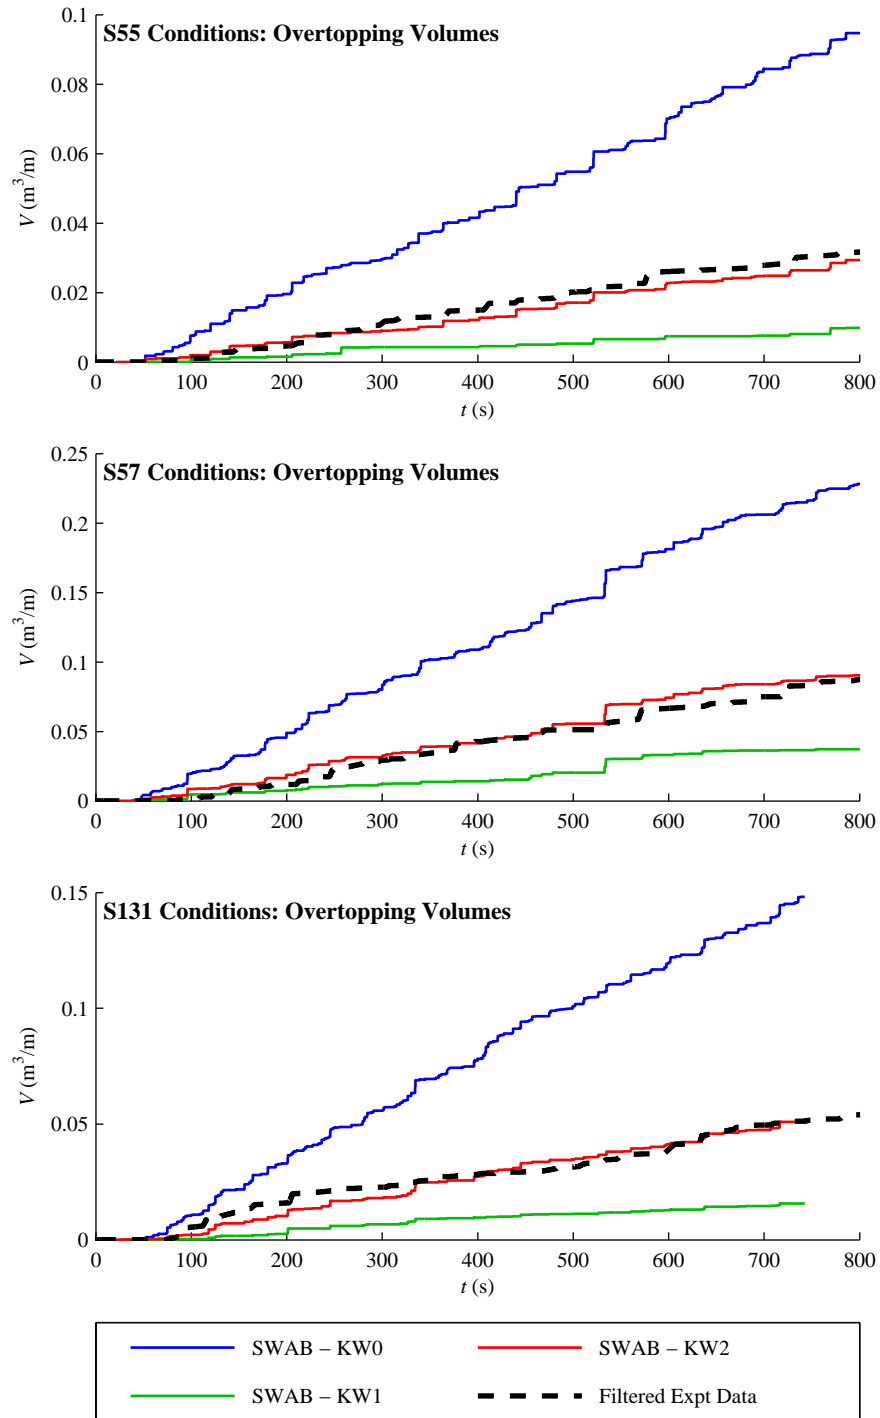 S55 Conditions: Overtopping Volumes
V (m³/m)
0.1
0.08
0.06
0.04
0.02
0
0 100 200 300 400 500 600 700 800
t (s)
S57 Conditions: Overtopping Volumes
V (m³/m)
0.25
0.2
0.15
0.1
0.05
0
0 100 200 300 400 500 600 700 800
t (s)
S131 Conditions: Overtopping Volumes
V (m³/m)
0.15
0.1
0.05
0
0 100 200 300 400 500 600 700 800
t (s)
SWAB – KW0
SWAB – KW2
SWAB – KW1
Filtered Expt Data